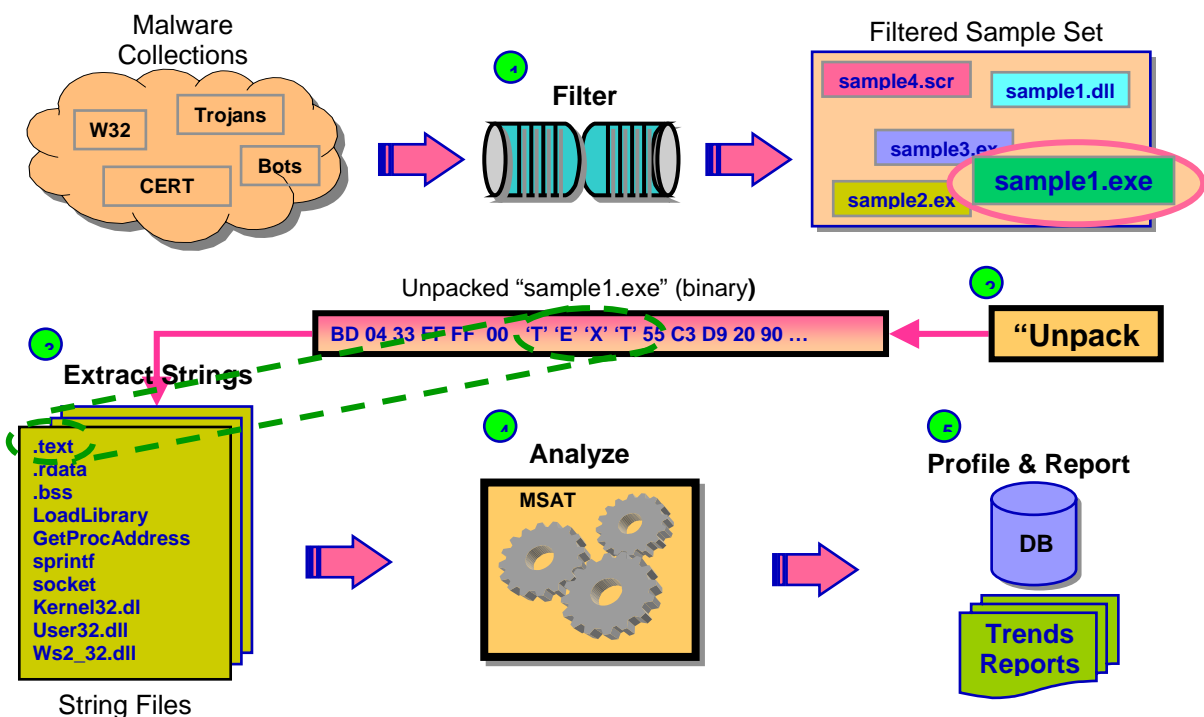 Malware
Collections
W32
Trojans
Bots
CERT
Filter
Filtered Sample Set
sample4.scr
sample1.dll
sample3.ex
sample1.exe
sample2.ex
Unpacked “sample1.exe” (binary)
BD 04 33 FF FF 00 ‘T’ ‘E’ ‘X’ ‘T’ 55 C3 D9 20 90 ...
“Unpack
Extract Strings
.text
.rdata
.bss
LoadLibrary
GetProcAddress
sprintf
socket
Kernel32.dl
User32.dll
Ws2_32.dll
String Files
Analyze
MSAT
Profile & Report
DB
Trends
Reports